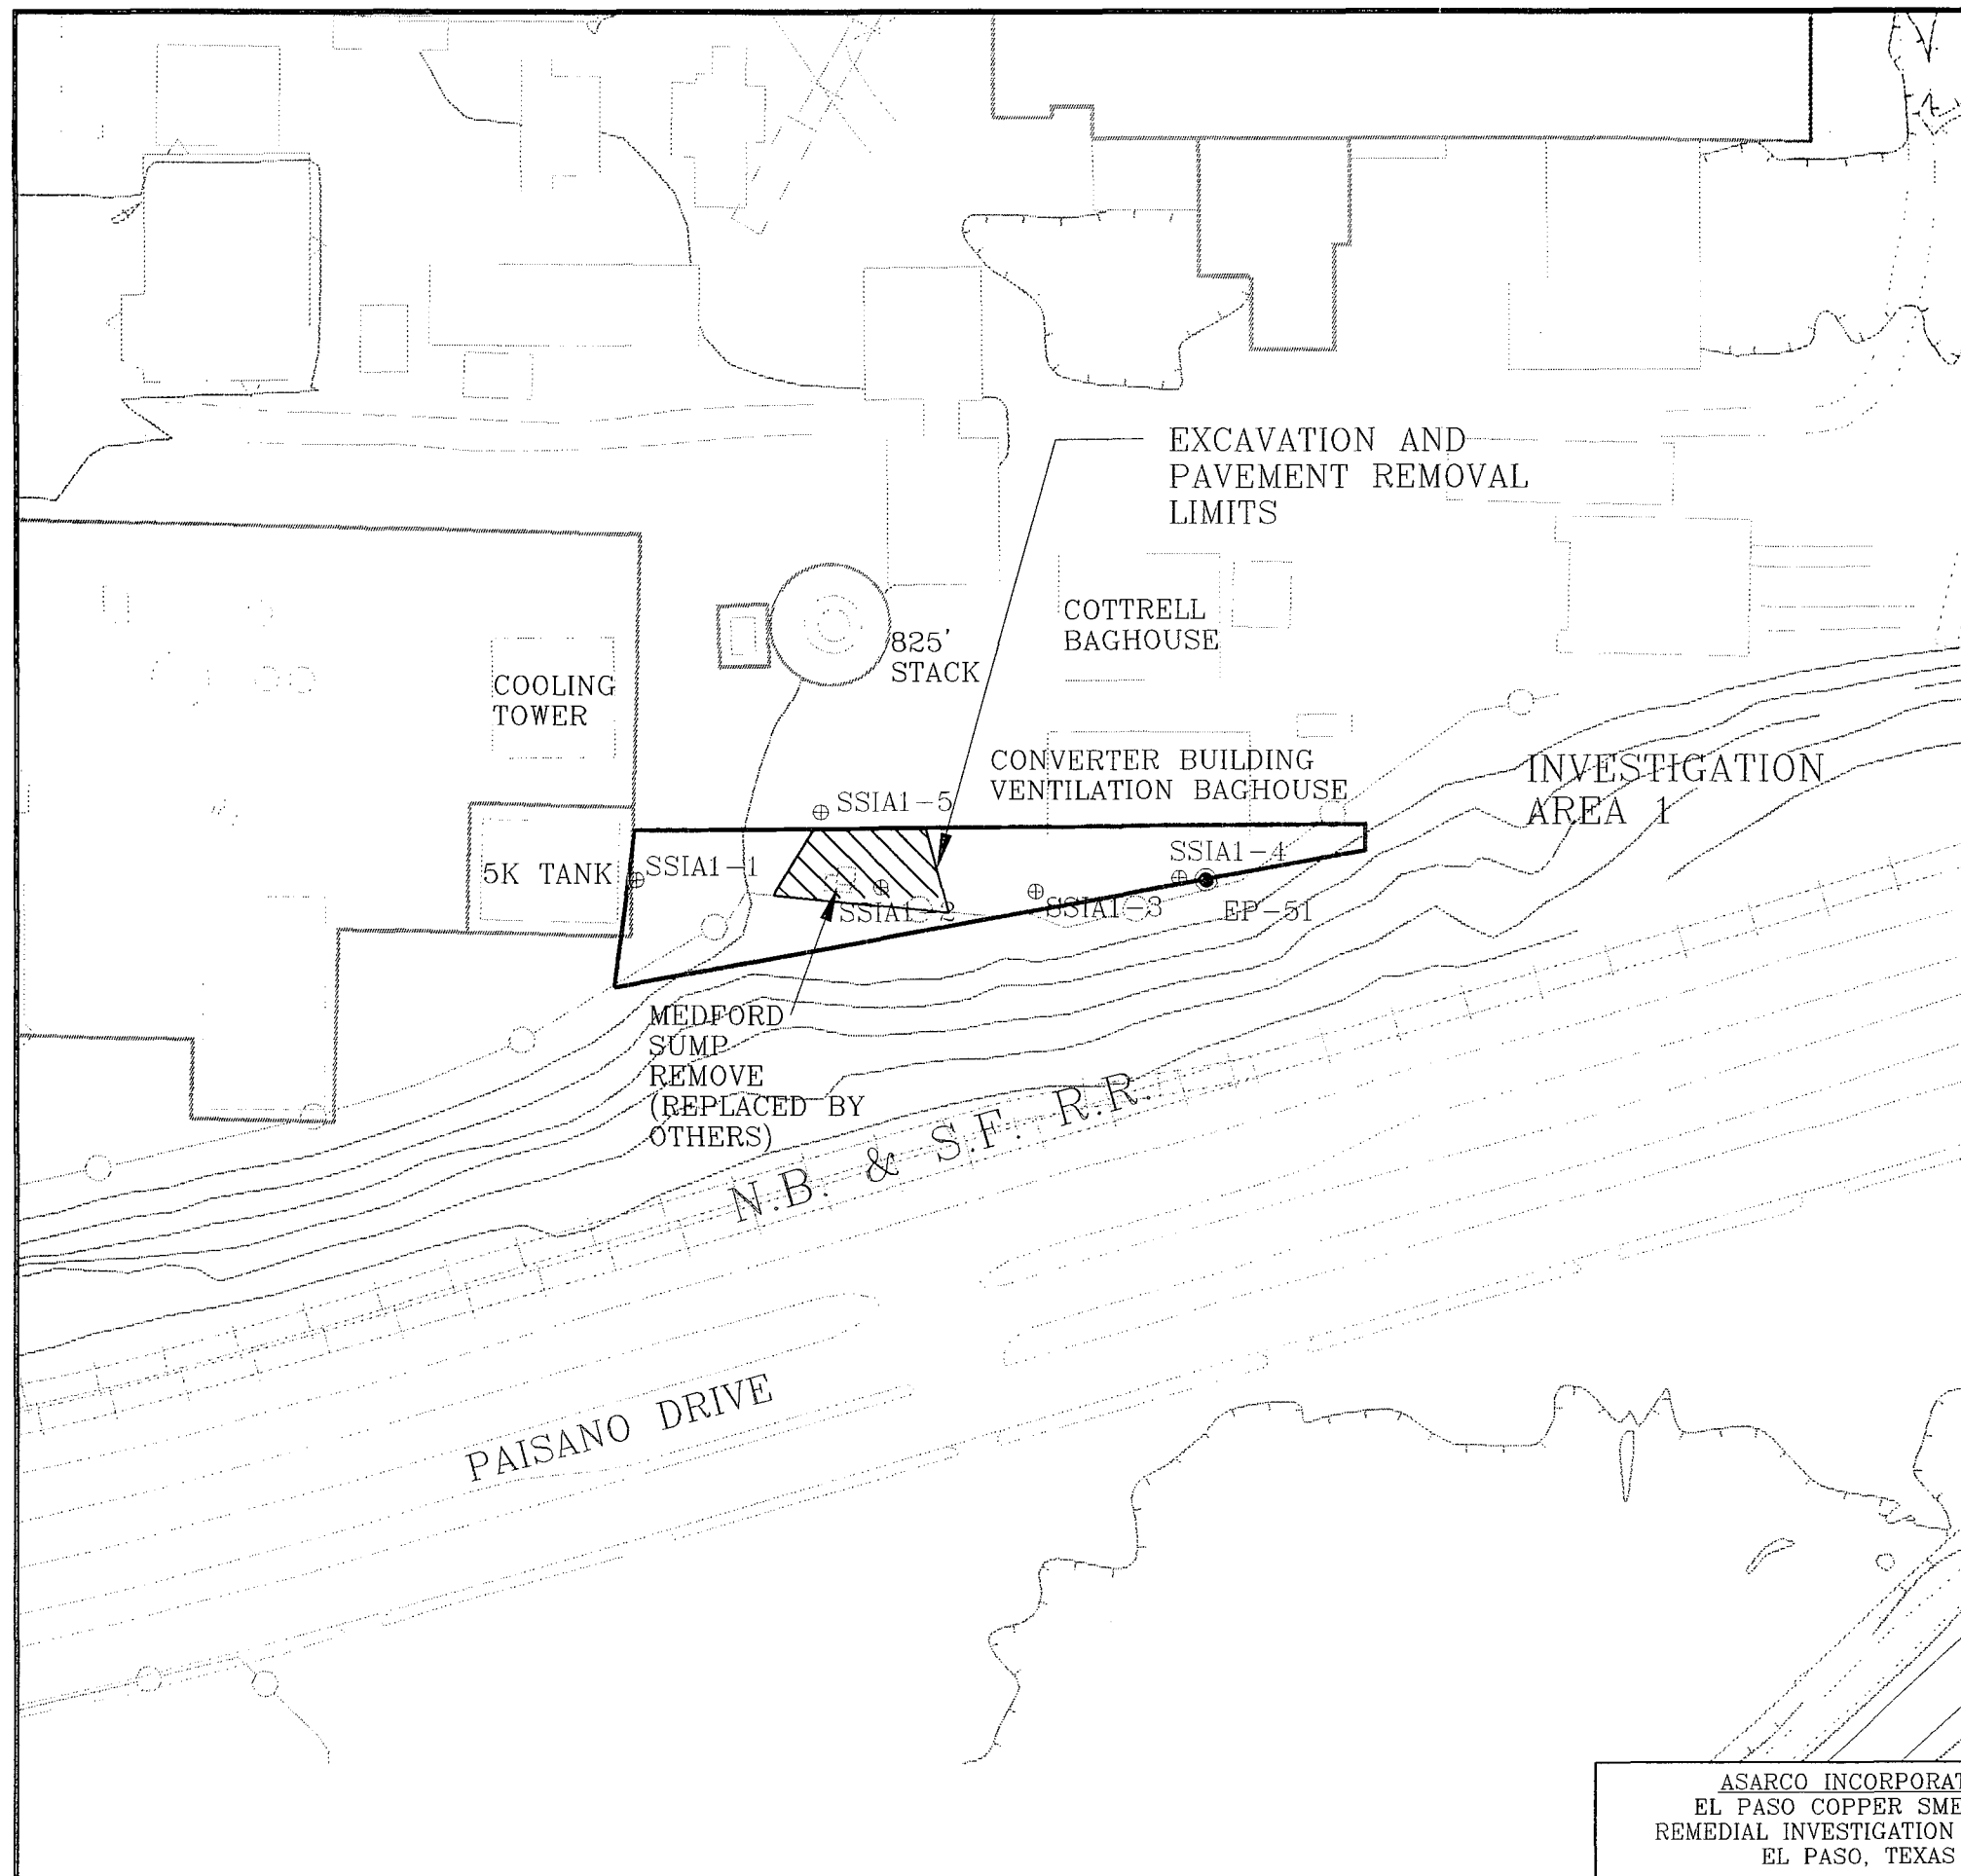 EXCAVATION AND
PAVEMENT REMOVAL
LIMITS
COTTRELL
BAGHOUSE
825'
STACK
COOLING
TOWER
CONVERTER BUILDING
VENTILATION BAGHOUSE
INVESTIGATION
AREA 1
SSIA1-5
SSIA1-4
5K TANK
SSIA1-1
SSIA1-2
SSIA1-3
EP-51
MEDFORD
SUMP
REMOVE
(REPLACED BY
OTHERS)
N.B. & S.F. R.R.
PAISANO DRIVE
ASARCO INCORPORAT
EL PASO COPPER SME
REMEDIAL INVESTIGATION
EL PASO, TEXAS